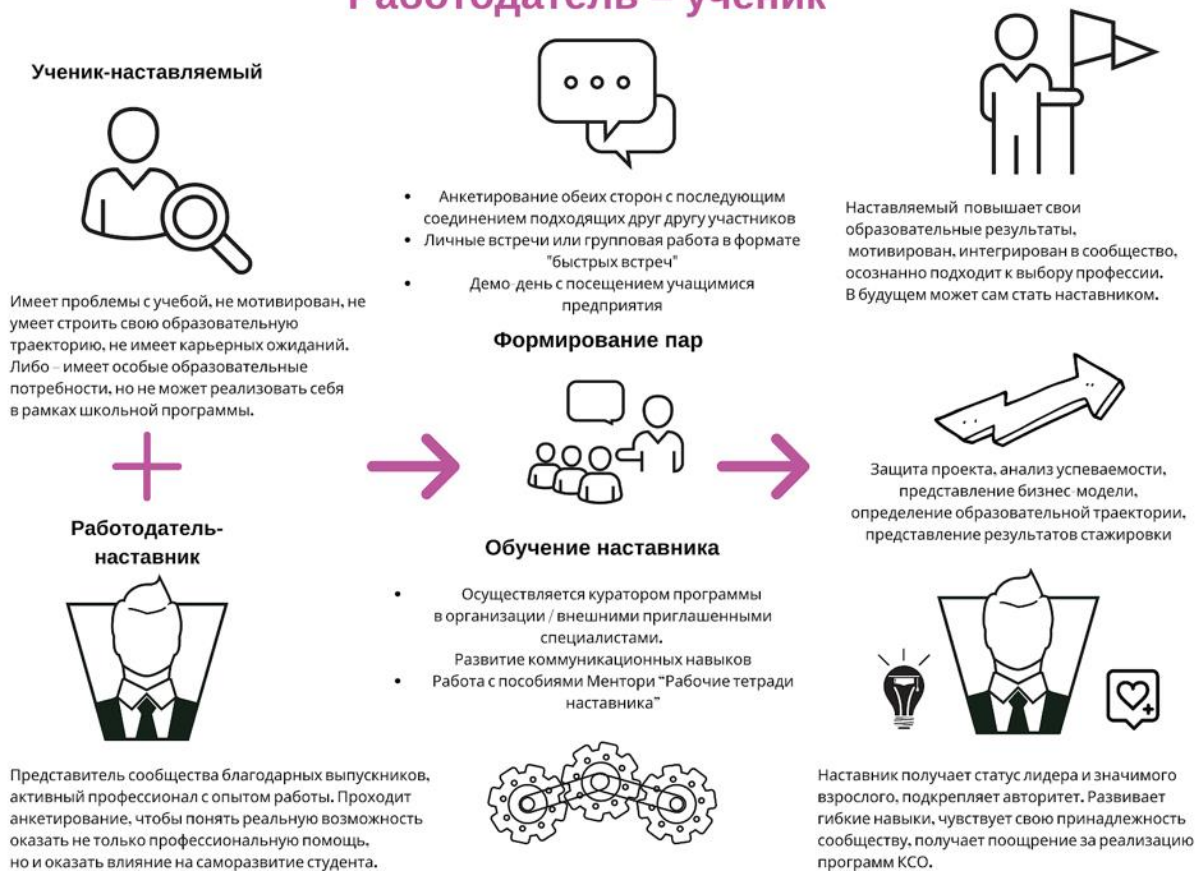 Работодатель – ученик
Ученик-наставляемый
Имеет проблемы с учебой, не мотивирован, не
умеет строить свою образовательную
траекторию, не имеет карьерных ожиданий.
Либо – имеет особые образовательные
потребности, но не может реализовать себя
в рамках школьной программы.
Работодатель-
наставник
Представитель сообщества благодарных выпускников,
активный профессионал с опытом работы. Проходит
анкетирование, чтобы понять реальную возможность
оказать не только профессиональную помощь,
но и оказать влияние на саморазвитие студента.
• Анкетирование обеих сторон с последующим
соединением подходящих друг другу участников
• Личные встречи или групповая работа в формате
"быстрых встреч"
• Демо-день с посещением учащимися
предприятия
Формирование пар
Обучение наставника
• Осуществляется куратором программы
в организации / внешними приглашенными
специалистами.
Развитие коммуникационных навыков
• Работа с пособиями Ментори “Рабочие тетради
наставника”
Наставляемый повышает свои
образовательные результаты,
мотивирован, интегрирован в сообщество,
осознанно подходит к выбору профессии.
В будущем может сам стать наставником.
Защита проекта, анализ успеваемости,
представление бизнес-модели,
определение образовательной траектории,
представление результатов стажировки
Наставник получает статус лидера и значимого
взрослого, подкрепляет авторитет. Развивает
гибкие навыки, чувствует свою принадлежность
сообществу, получает поощрение за реализацию
программ КСО.